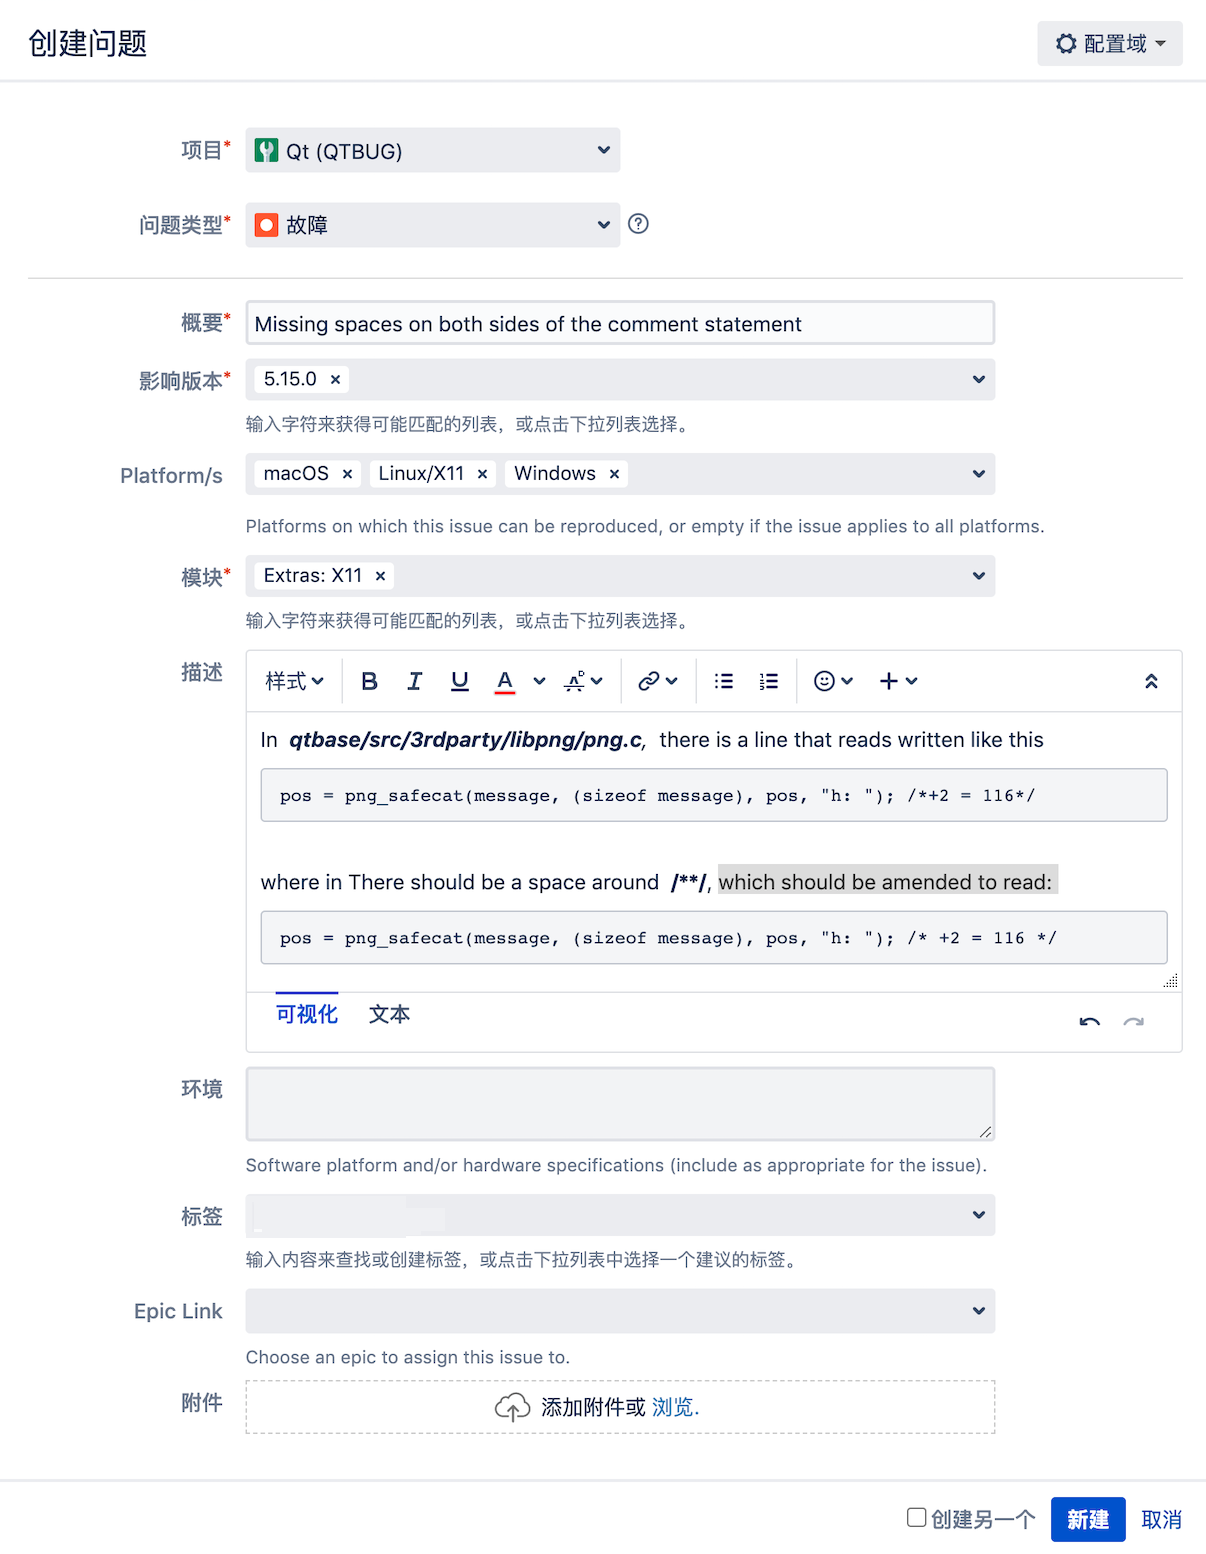 创建问题
配置域
项目*
Qt (QTBUG)
问题类型*
故障
概要*
Missing spaces on both sides of the comment statement
影响版本*
5.15.0 ×
输入字符来获得可能匹配的列表，或点击下拉列表选择。
Platform/s
macOS × Linux/X11 × Windows ×
Platforms on which this issue can be reproduced, or empty if the issue applies to all platforms.
模块*
Extras: X11 ×
输入字符来获得可能匹配的列表，或点击下拉列表选择。
描述
样式 B I U A
In qtbase/src/3rdparty/libpng/png.c, there is a line that reads written like this
pos = png_safecat(message, (sizeof message), pos, "h: "); /*+2 = 116*/
where in There should be a space around /**/, which should be amended to read:
pos = png_safecat(message, (sizeof message), pos, "h: "); /* +2 = 116 */
可视化 文本
环境
Software platform and/or hardware specifications (include as appropriate for the issue).
标签
输入内容来查找或创建标签，或点击下拉列表中选择一个建议的标签。
Epic Link
Choose an epic to assign this issue to.
附件
添加附件或 浏览.
创建另一个 新建 取消